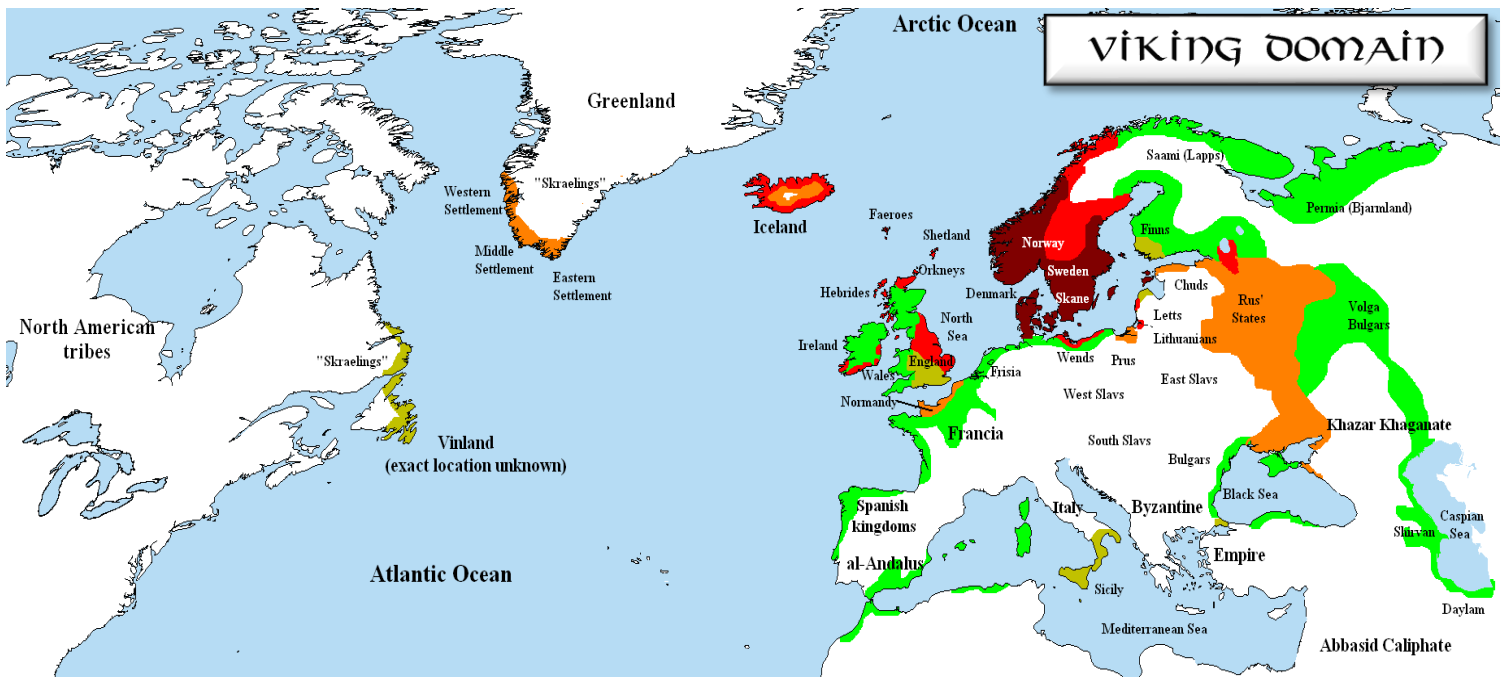 Arctic Ocean
VIKING DOMAIN
Greenland
"Skraelings"
Western
Settlement
Middle
Settlement
Eastern
Settlement
Iceland
Faeroes
Shetland
Orkneys
Hebrides
Saami (Lapps)
Permia (Bjarmland)
Norway
Finns
Sweden
Skane
Denmark
North
Sea
Chuds
Letts
Lithuanians
Rus'
States
Volga
Bulgars
North American
tribes
"Skraelings"
Ireland
England
Wales
Frisia
Wends
Prus
East Slavs
West Slavs
Normandy
Francia
Khazar Khaganate
Vinland
(exact location unknown)
South Slavs
Bulgars
Black Sea
Spanish
kingdoms
Italy
Byzantine
Empire
Shirvan
Caspian
Sea
al-Andalus
Atlantic Ocean
Sicily
Daylam
Mediterranean Sea
Abbasid Caliphate